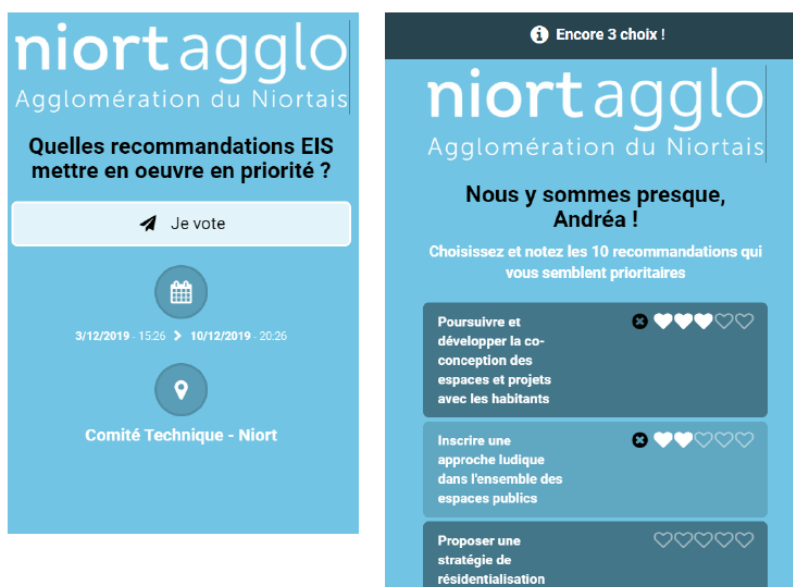 niortagglo
Agglomération du Niortais
Quelles recommandations EIS
mettre en oeuvre en priorité ?
Je vote
3/12/2019 - 15:26 > 10/12/2019 - 20:26
Comité Technique - Niort
Encore 3 choix !
niortagglo
Agglomération du Niortais
Nous y sommes presque,
Andréa !
Choisissez et notez les 10 recommandations qui
vous semblent prioritaires
Poursuivre et
développer la co-
conception des
espaces et projets
avec les habitants
Inscrire une
approche ludique
dans l'ensemble des
espaces publics
Proposer une
stratégie de
résidentialisation